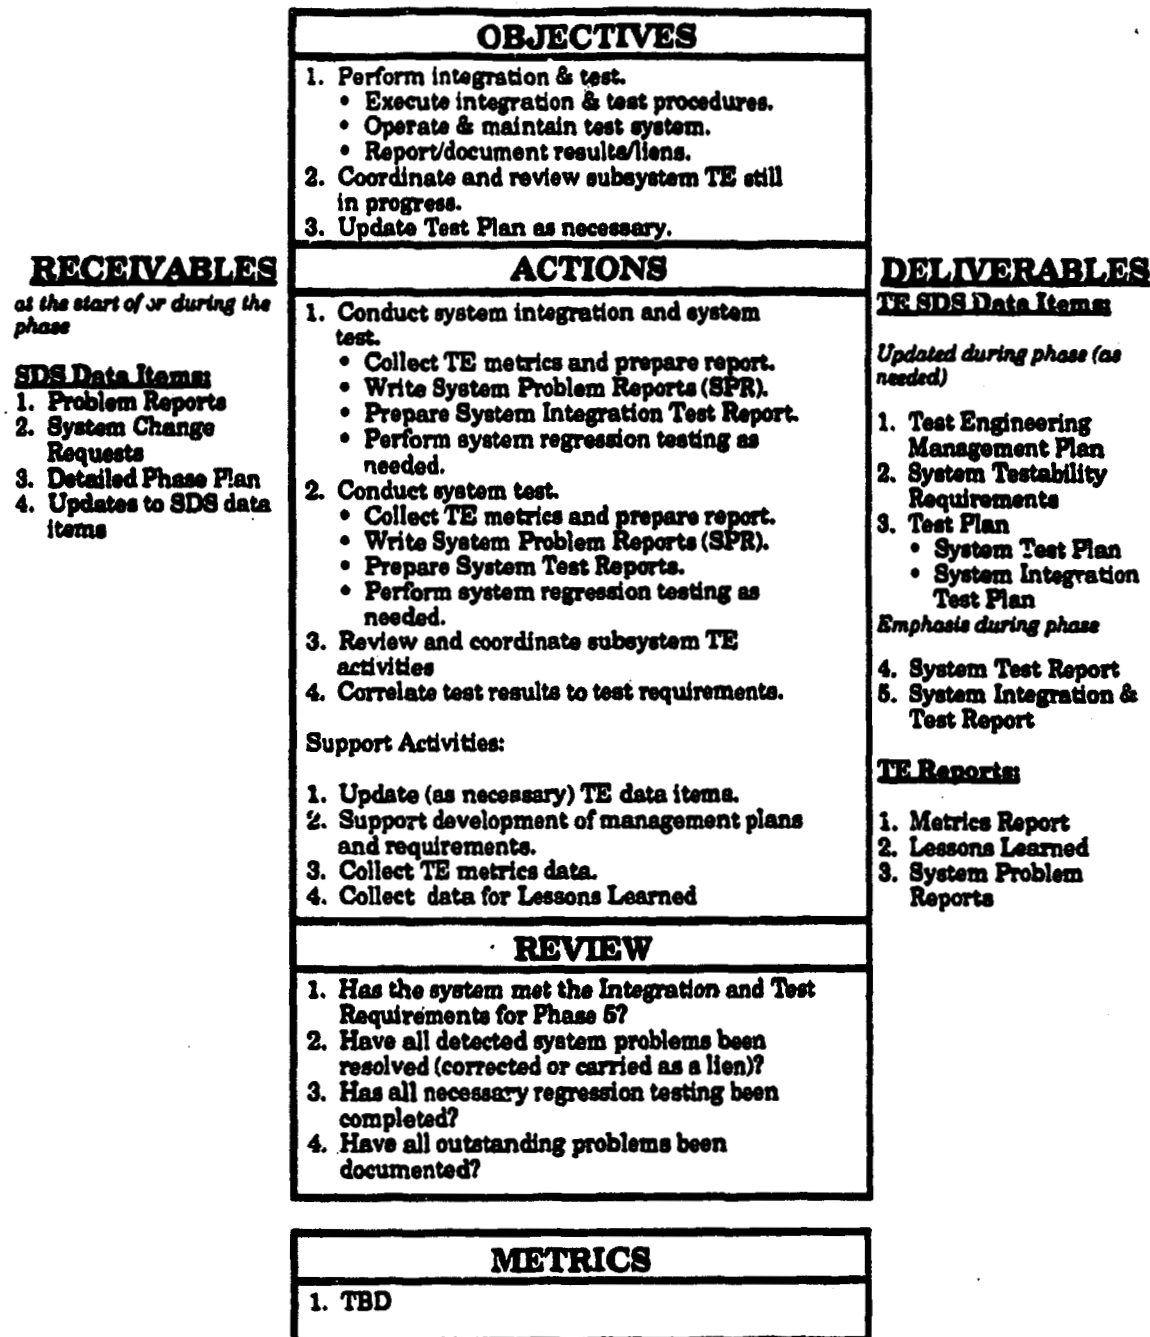 OBJECTIVES
1. Perform integration & test.
• Execute integration & test procedures.
• Operate & maintain test system.
• Report/document results/liens.
2. Coordinate and review subsystem TE still
in progress.
3. Update Test Plan as necessary.
RECEIVABLES
at the start of or during the
phase
SDS Data Items:
1. Problem Reports
2. System Change
Requests
3. Detailed Phase Plan
4. Updates to SDS data
items
ACTIONS
1. Conduct system integration and system
test.
• Collect TE metrics and prepare report.
• Write System Problem Reports (SPR).
• Prepare System Integration Test Report.
• Perform system regression testing as
needed.
2. Conduct system test.
• Collect TE metrics and prepare report.
• Write System Problem Reports (SPR).
• Prepare System Test Reports.
• Perform system regression testing as
needed.
3. Review and coordinate subsystem TE
activities
4. Correlate test results to test requirements.
Support Activities:
1. Update (as necessary) TE data items.
2. Support development of management plans
and requirements.
3. Collect TE metrics data.
4. Collect data for Lessons Learned
DELIVERABLES
TE SDS Data Items:
Updated during phase (as
needed)
1. Test Engineering
Management Plan
2. System Testability
Requirements
3. Test Plan
• System Test Plan
• System Integration
Test Plan
Emphasis during phase
4. System Test Report
5. System Integration &
Test Report
TE Reports:
1. Metrics Report
2. Lessons Learned
3. System Problem
Reports
REVIEW
1. Has the system met the Integration and Test
Requirements for Phase 5?
2. Have all detected system problems been
resolved (corrected or carried as a lien)?
3. Has all necessary regression testing been
completed?
4. Have all outstanding problems been
documented?
METRICS
1. TBD